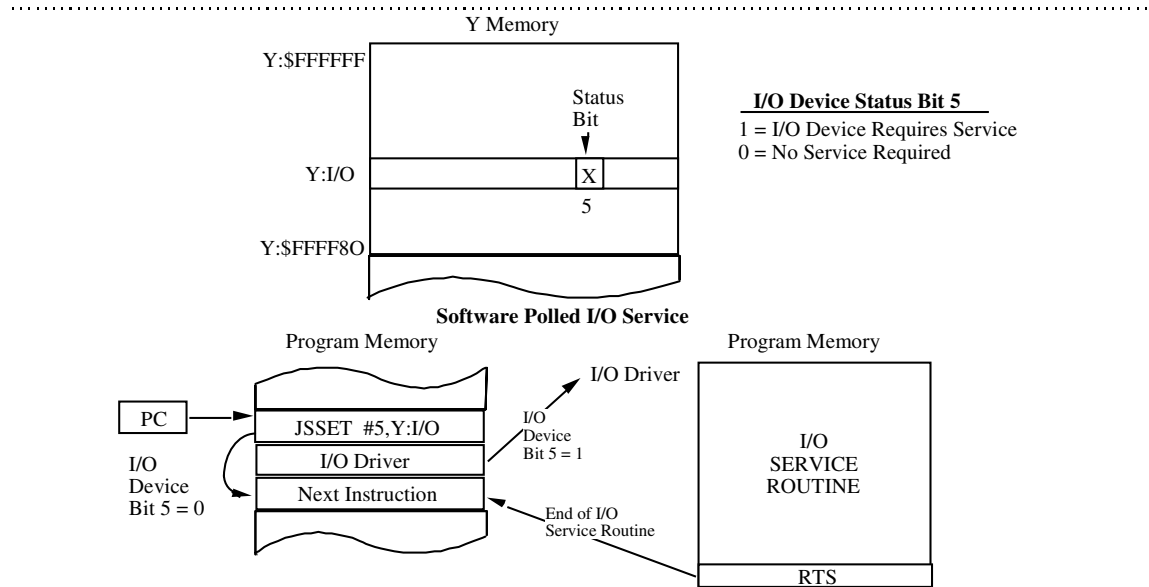 Y Memory
Y:$FFFFFF
Status
Bit
I/O Device Status Bit 5
1 = I/O Device Requires Service
0 = No Service Required
Y:I/O
X
5
Y:$FFFF8O
Software Polled I/O Service
Program Memory
Program Memory
I/O Driver
PC
JSSET #5,Y:I/O
I/O
Device
Bit 5 = 1
I/O Driver
I/O
Device
Bit 5 = 0
Next Instruction
End of I/O
Service Routine
I/O
SERVICE
ROUTINE
RTS